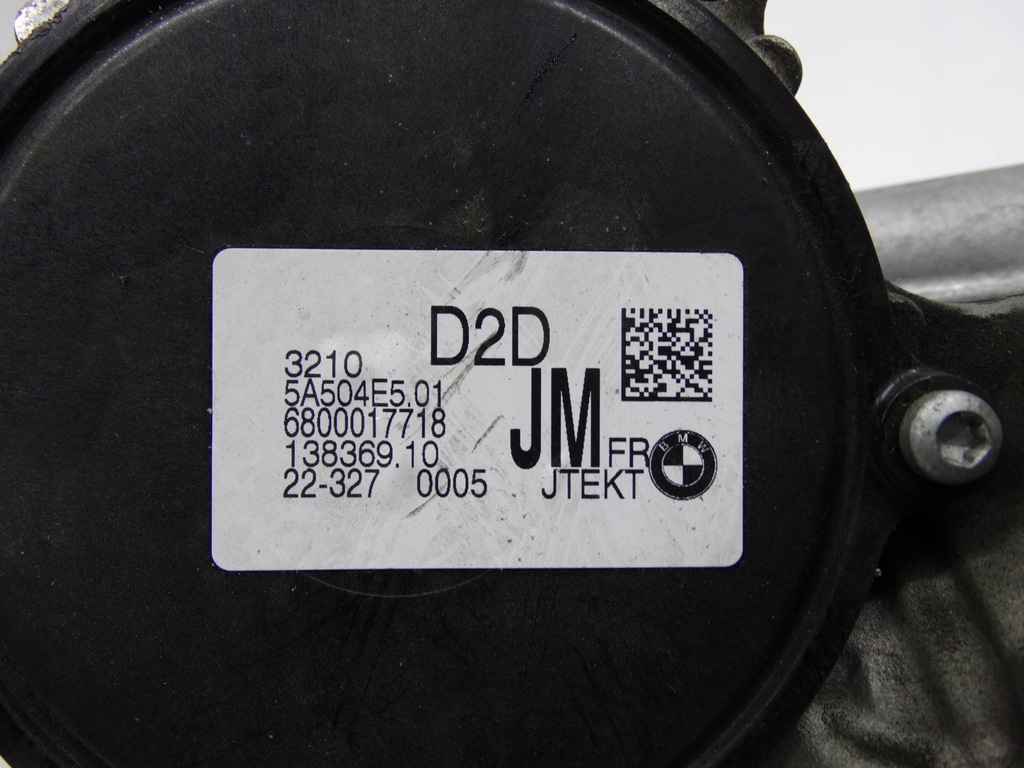 D2D
3210
5A504E5.01
6800017718
138369.10
JM FR
22-327 0005 JTEKT
BMW